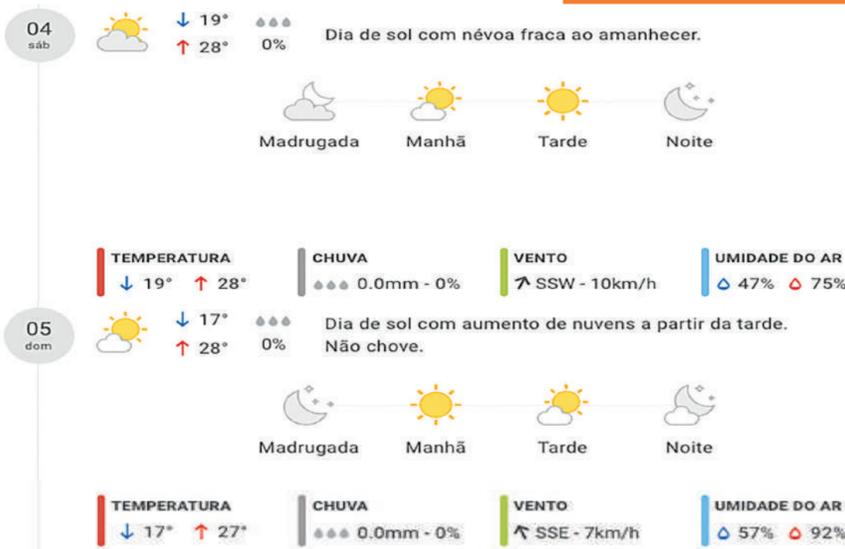 04
sáb
↓ 19°
↑ 28°
0%
Dia de sol com névoa fraca ao amanhecer.
Madrugada Manhã Tarde Noite
TEMPERATURA CHUVA VENTO UMIDADE DO AR
↓ 19° ↑ 28° 0.0mm - 0% SSW - 10km/h 47% 75%
05
dom
↓ 17°
↑ 28°
0%
Dia de sol com aumento de nuvens a partir da tarde.
Não chove.
Madrugada Manhã Tarde Noite
TEMPERATURA CHUVA VENTO UMIDADE DO AR
↓ 17° ↑ 27° 0.0mm - 0% SSE - 7km/h 57% 92%